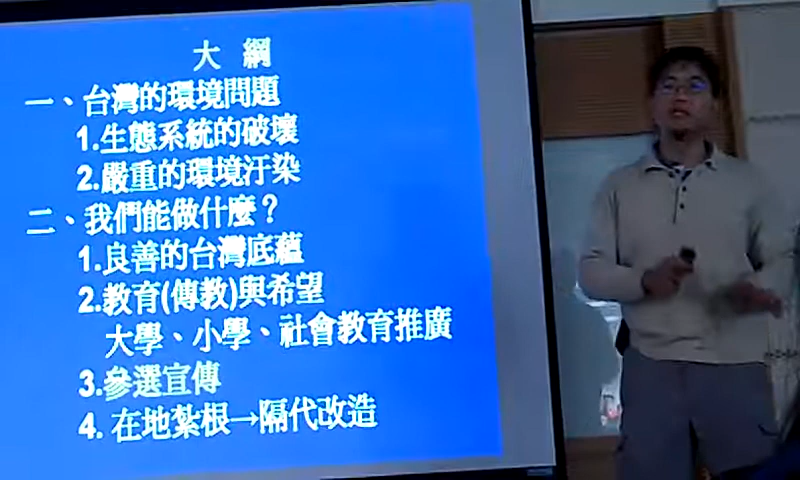 大 綱
一、台灣的環境問題
1.生態系統的破壞
2.嚴重的環境汙染
二、我們能做什麼？
1.良善的台灣底蘊
2.教育(傳教)與希望
大學、小學、社會教育推廣
3.參選宣傳
4. 在地紮根→隔代改造